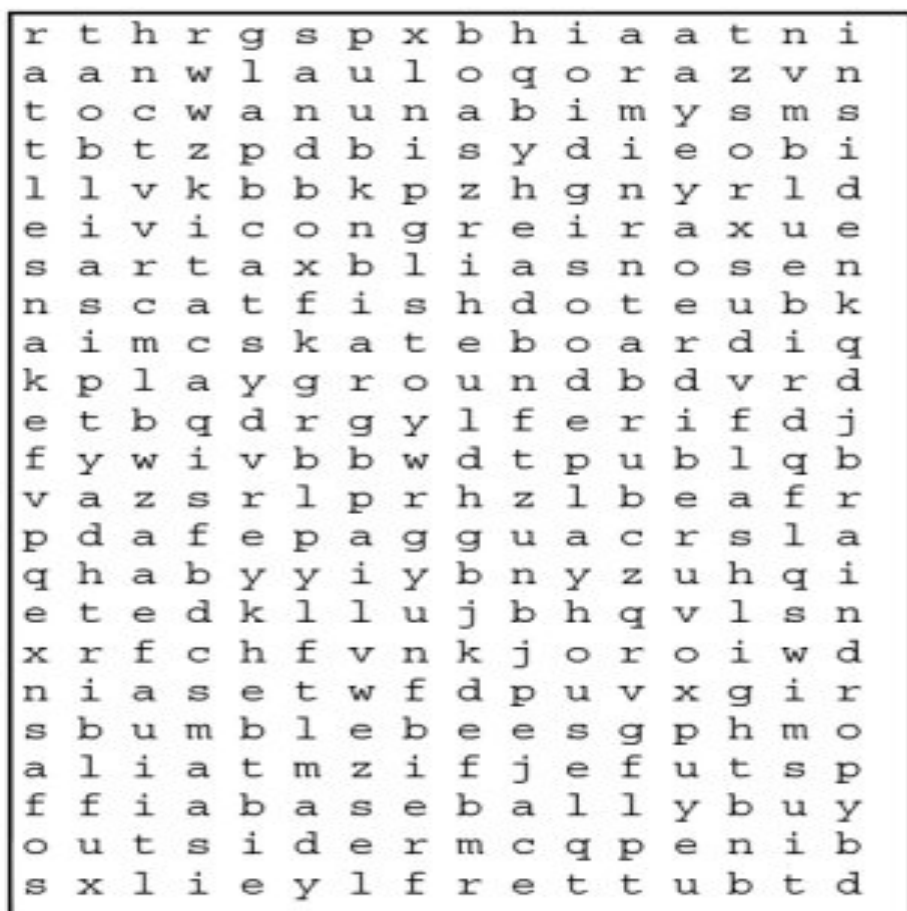 r t h r g s p x b h i a a t n i
a a n w l a u l o q o r a z v n
t o c w a n u n a b i m y s m s
t b t z p d b i s y d i e o b i
l l v k b b k p z h g n y r l d
e i v i c o n g r e i r a x u e
s a r t a x b l i a s n o s e n
n s c a t f i s h d o t e u b k
a i m c s k a t e b o a r d i q
k p l a y g r o u n d b d v r d
e t b q d r g y l f e r i f d j
f y w i v b b w d t p u b l q b
v a z s r l p r h z l b e a f r
p d a f e p a g g u a c r s l a
q h a b y y i y b n y z u h q i
e t e d k l l u j b h q v l s n
x r f c h f v n k j o r o i w d
n i a s e t w f d p u v x g i r
s b u m b l e b e e s g p h m o
a l i a t m z i f j e f u t s p
f f i a b a s e b a l l y b u y
o u t s i d e r m c q p e n i b
s x l i e y l f r e t t u b t d